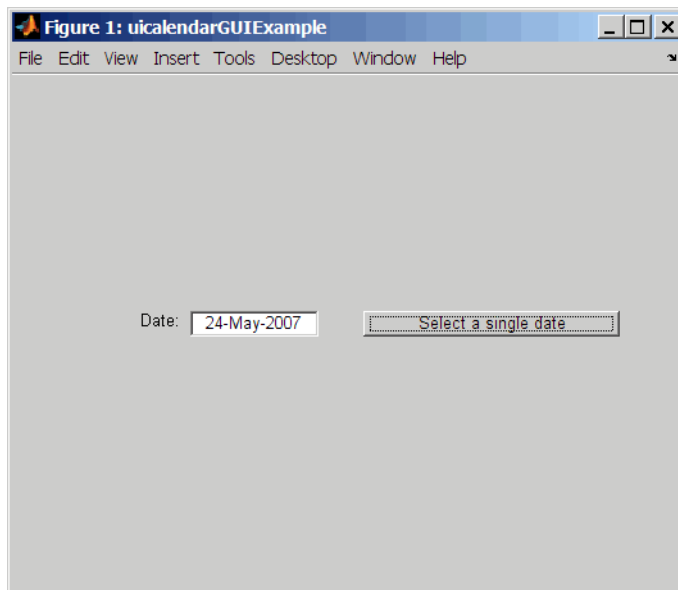 Figure 1: uicalendarGUIExample
File Edit View Insert Tools Desktop Window Help
Date: 24-May-2007 Select a single date